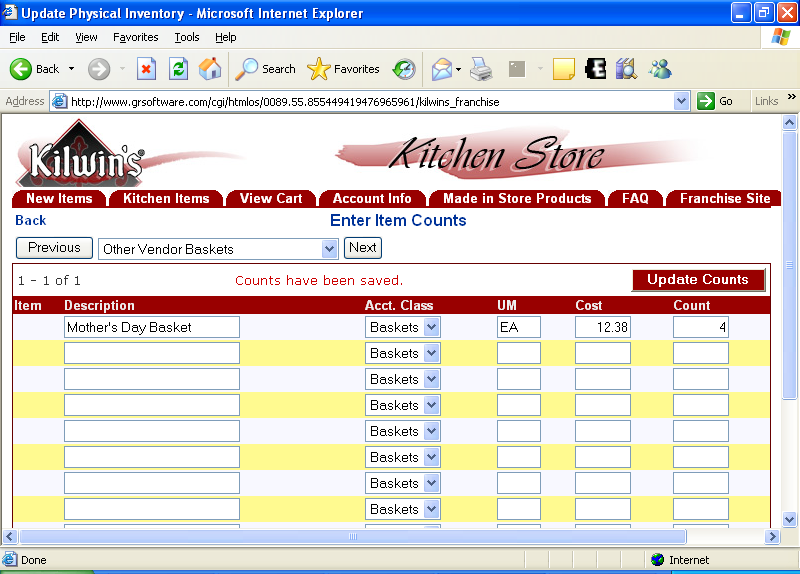 Update Physical Inventory - Microsoft Internet Explorer
File Edit View Favorites Tools Help
Back Search Favorites
Address http://www.grsoftware.com/cgi/htmlos/0089.55.855449419476965961/kilwins_franchise Go Links »
Kilwin's® Kitchen Store
New Items Kitchen Items View Cart Account Info Made in Store Products FAQ Franchise Site
Back Enter Item Counts
Previous Other Vendor Baskets Next
1 - 1 of 1 Counts have been saved. Update Counts
Item Description Acct. Class UM Cost Count
Mother's Day Basket Baskets EA 12.38 4
Baskets
Baskets
Baskets
Baskets
Baskets
Baskets
Baskets
Done Internet